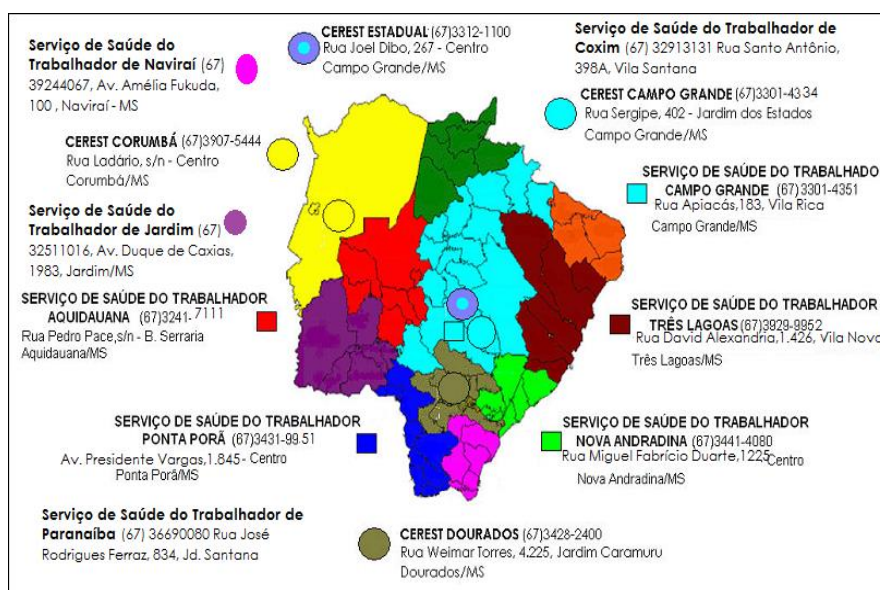 Serviço de Saúde do
Trabalhador de Naviraí (67)
39244067, Av. Amélia Fukuda,
100 , Naviraí - MS
CEREST ESTADUAL (67)3312-1100
Rua Joel Dibo, 267 - Centro
Campo Grande/MS
Serviço de Saúde do Trabalhador de
Coxim (67) 32913131 Rua Santo Antônio,
398A, Vila Santana
CEREST CAMPO GRANDE (67)3301-4334
Rua Sergipe, 402 - Jardim dos Estados
Campo Grande/MS
CEREST CORUMBÁ (67)3907-5444
Rua Ladário, s/n - Centro
Corumbá/MS
SERVIÇO DE SAÚDE DO TRABALHADO
CAMPO GRANDE (67)3301-4351
Rua Apiacás,183, Vila Rica
Campo Grande/MS
Serviço de Saúde do
Trabalhador de Jardim (67)
32511016, Av. Duque de Caxias,
1983, Jardim/MS
SERVIÇO DE SAÚDE DO TRABALHADOR
AQUIDAUANA (67)3241-7111
Rua Pedro Pace,s/n - B. Serraria
Aquidauana/MS
SERVIÇO DE SAÚDE DO TRABALHADOR
TRÊS LAGOAS (67)3929-9952
Rua David Alexandria,1.426, Vila Nova
Três Lagoas/MS
SERVIÇO DE SAÚDE DO TRABALHADOR
PONTA PORÃ (67)3431-9951
Av. Presidente Vargas,1.845- Centro
Ponta Porã/MS
SERVIÇO DE SAÚDE DO TRABALHADOR
NOVA ANDRADINA (67)3441-4080
Rua Miguel Fabrício Duarte,1225 Centro
Nova Andradina/MS
Serviço de Saúde do Trabalhador de
Paranaíba (67) 36690080 Rua José
Rodrigues Ferraz, 834, Jd. Santana
CEREST DOURADOS (67)3428-2400
Rua Weimar Torres, 4.225, Jardim Caramuru
Dourados/MS